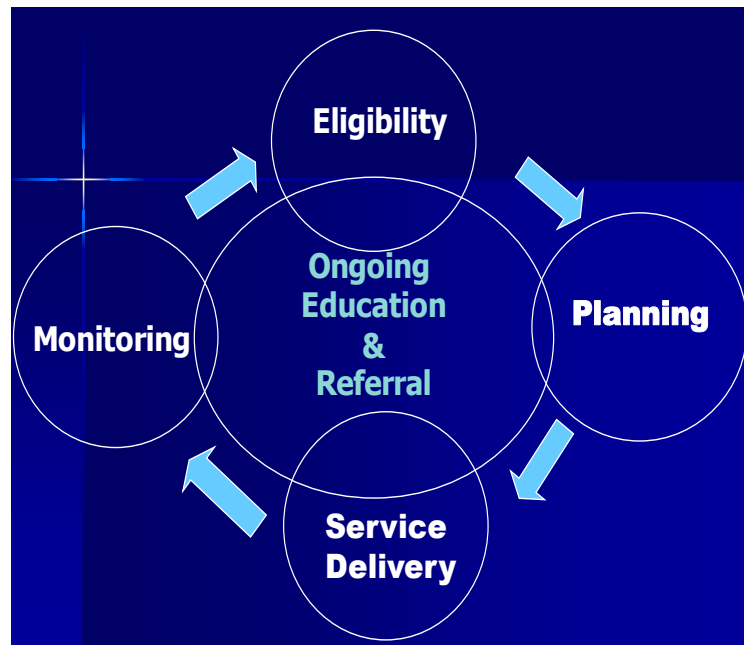 Eligibility
Ongoing
Education
&
Referral
Planning
Monitoring
Service
Delivery